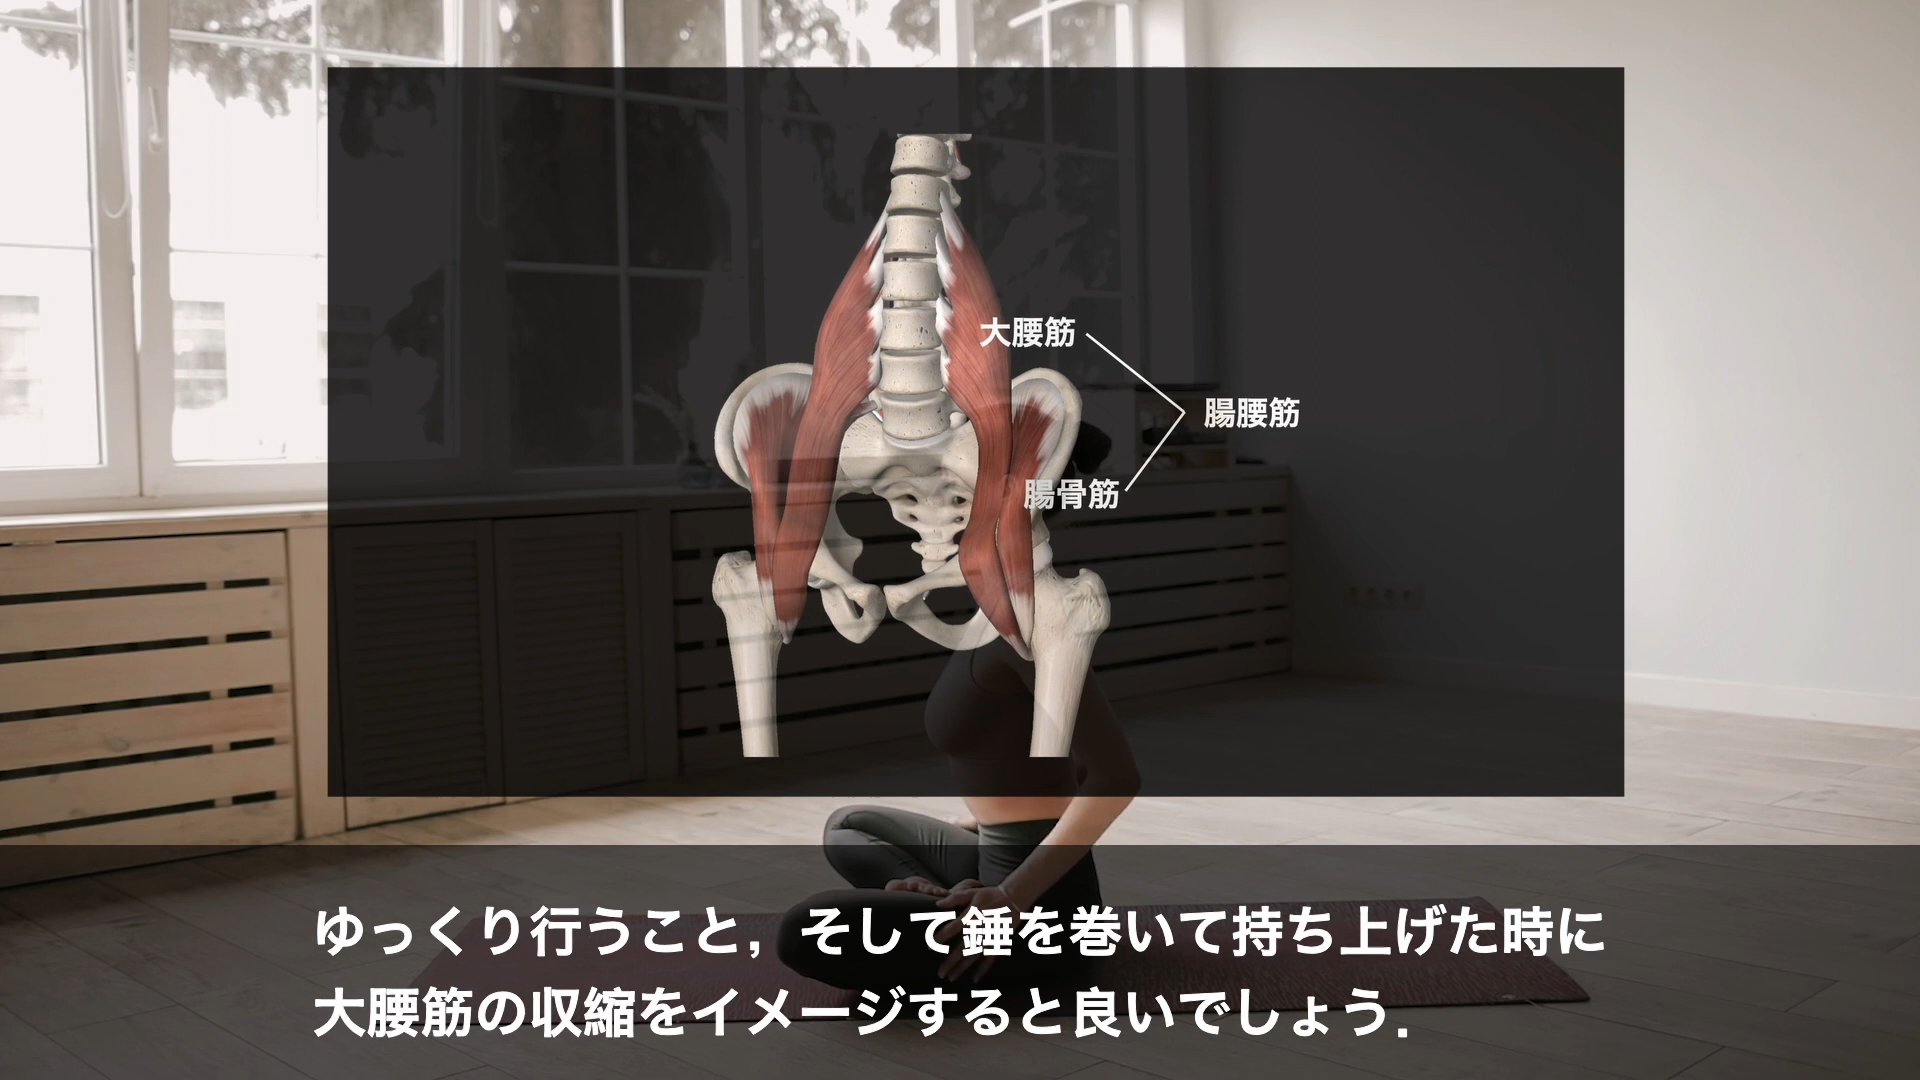 大腰筋
腸腰筋
腸骨筋
ゆっくり行うこと，そして錘を巻いて持ち上げた時に
大腰筋の収縮をイメージすると良いでしょう．